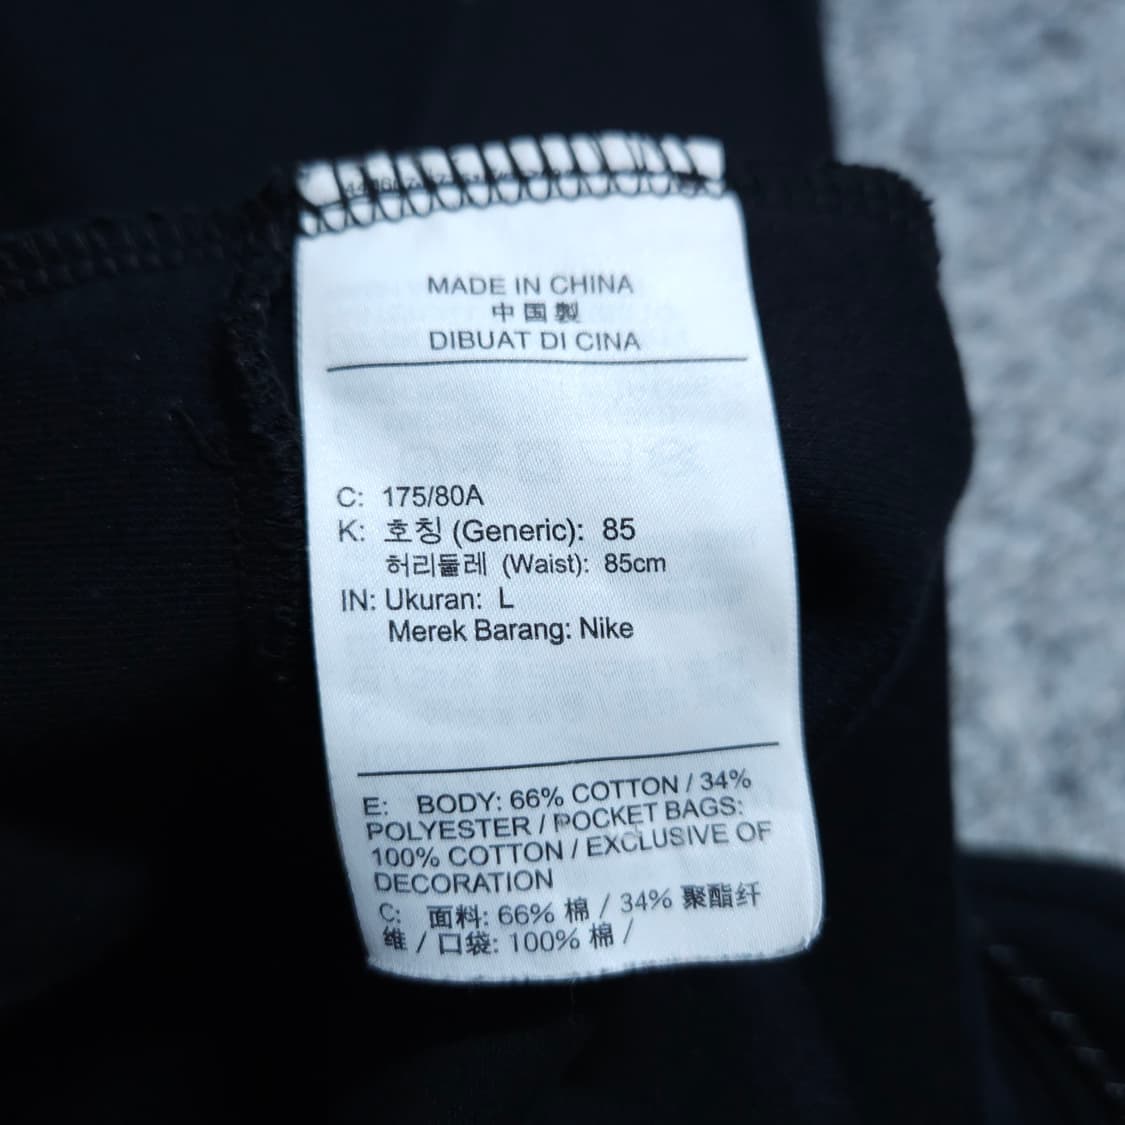 MADE IN CHINA
中国製
DIBUAT DI CINA
C: 175/80A
K: 호칭 (Generic): 85
허리둘레 (Waist): 85cm
IN: Ukuran: L
Merek Barang: Nike
E: BODY: 66% COTTON / 34%
POLYESTER / POCKET BAGS:
100% COTTON / EXCLUSIVE OF
DECORATION
C: 面料: 66% 棉 / 34% 聚酯纤
维 / 口袋: 100% 棉 /